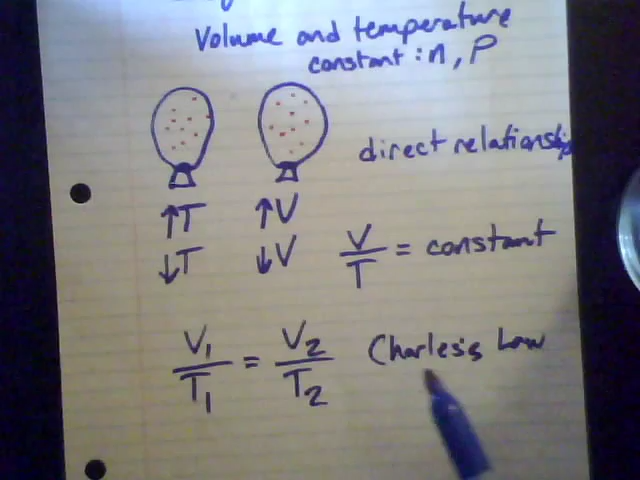 Volume and temperature
constant: n, P
direct relationship
↑T ↑V
↓T ↓V
V/T = constant
V1/T1 = V2/T2
Charles's Law